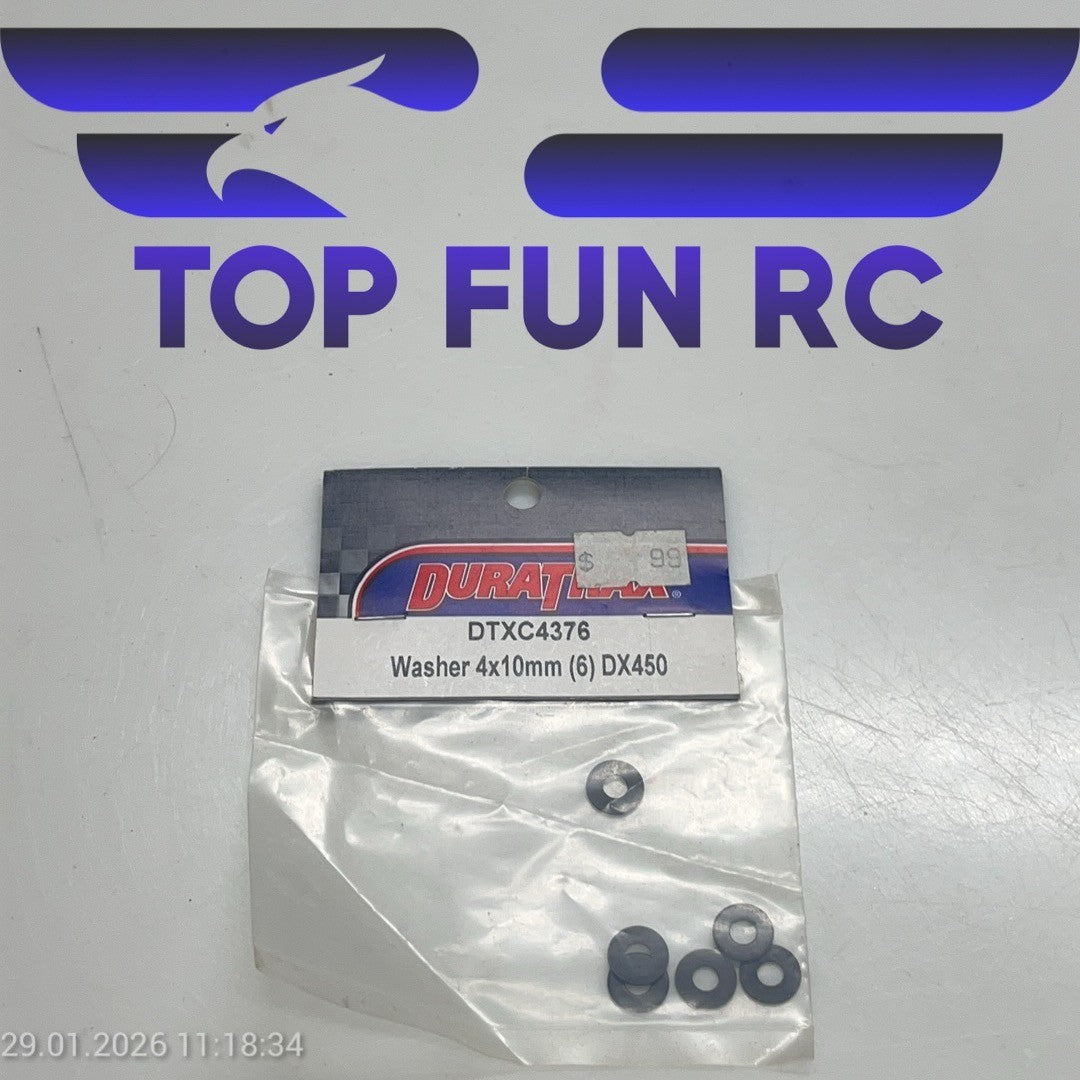 TOP FUN RC
$ 99
DURATRAX
®
DTXC4376
Washer 4x10mm (6) DX450
29.01.2026 11:18:34